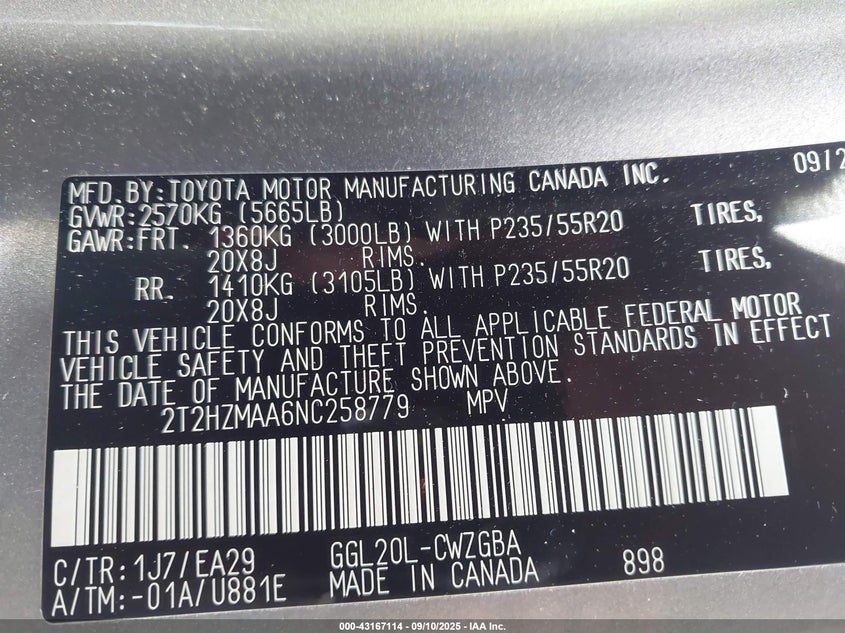 MFD.BY:TOYOTA MOTOR MANUFACTURING CANADA INC. 09/2
GVWR:2570KG (5665LB)
GAWR:FRT. 1360KG (3000LB) WITH P235/55R20 TIRES,
20X8J RIMS.
RR. 1410KG (3105LB) WITH P235/55R20 TIRES,
20X8J RIMS.
THIS VEHICLE CONFORMS TO ALL APPLICABLE FEDERAL MOTOR
VEHICLE SAFETY AND THEFT PREVENTION STANDARDS IN EFFECT
THE DATE OF MANUFACTURE SHOWN ABOVE.
2T2HZMAA6NC258779 MPV
C/TR:1J7/EA29 GGL20L-CWZGBA
A/TM:-01A/U881E MADE IN CANADA 898
000-43167114 - 09/10/2025 - IAA Inc.